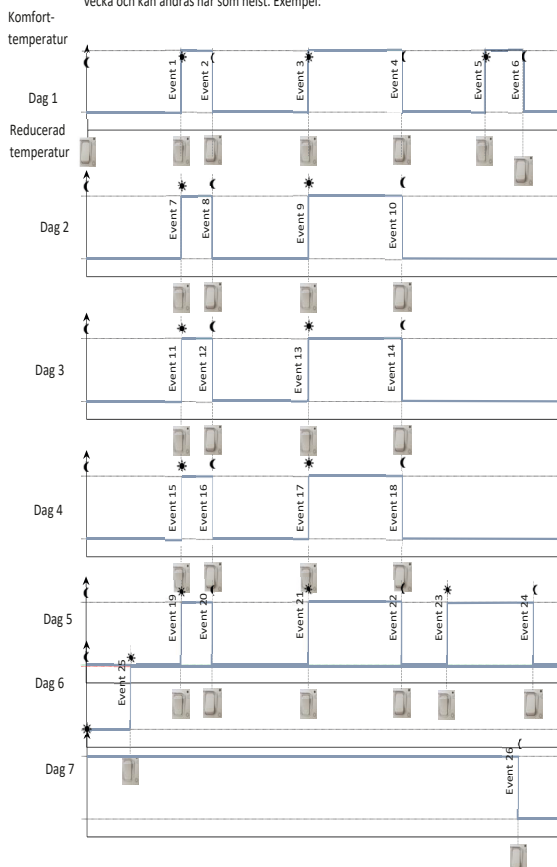 vecka och kan ändras när som helst. Exempel:
Komfort-
temperatur
Event 1
Event 2
Event 3
Event 4
Event 5
Event 6
Dag 1
Reducerad
temperatur
Event 7
Event 8
Event 9
Event 10
Dag 2
Event 11
Event 12
Event 13
Event 14
Dag 3
Event 15
Event 16
Event 17
Event 18
Dag 4
Event 19
Event 20
Event 21
Event 22
Event 23
Event 24
Dag 5
Event 25
Dag 6
Event 26
Dag 7